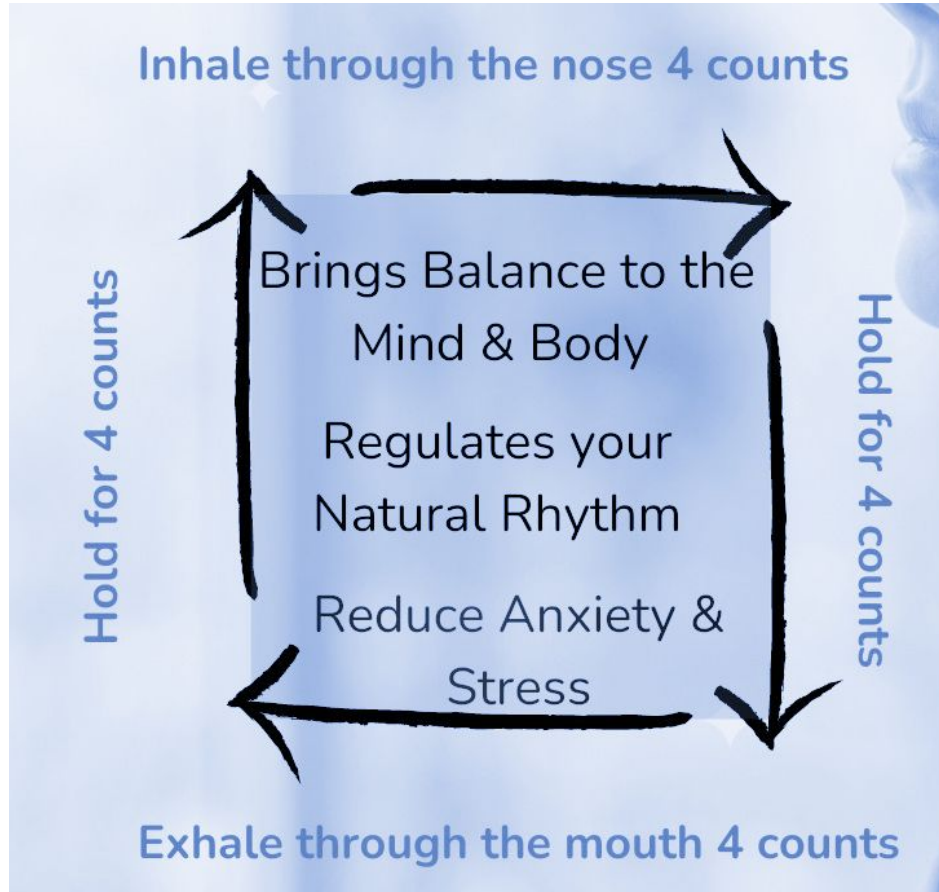 Inhale through the nose 4 counts
Hold for 4 counts
Brings Balance to the
Mind & Body
Regulates your
Natural Rhythm
Reduce Anxiety &
Stress
Hold for 4 counts
Exhale through the mouth 4 counts